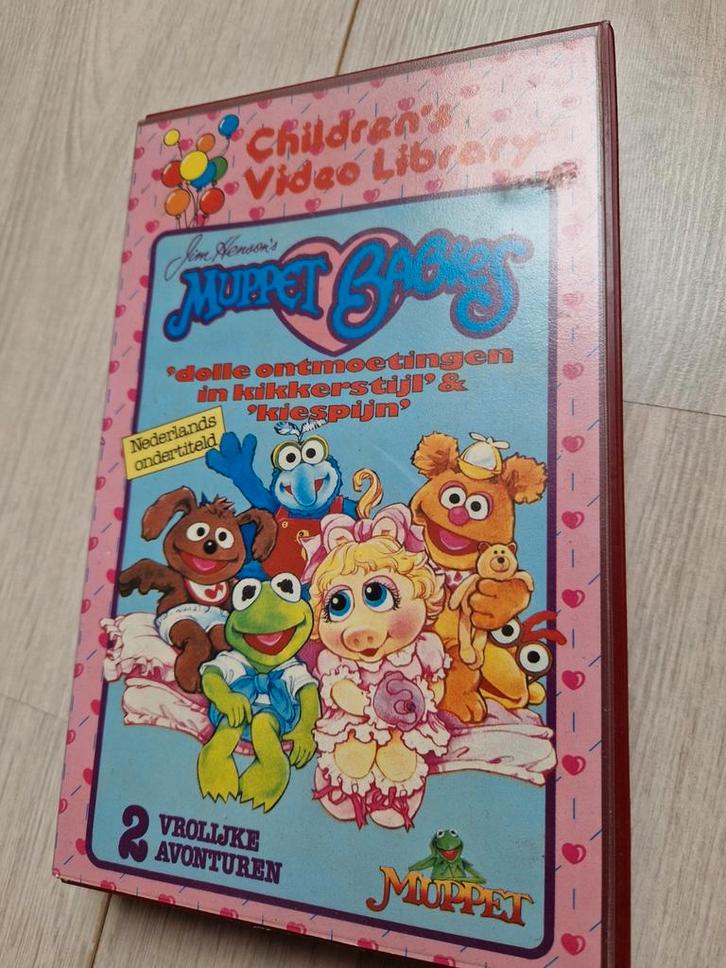 Children's
Video Library
Jim Henson's
MUPPET BABIES
'dolle ontmoetingen
in kikkerstijl' &
'kiespijn'
Nederlands
ondertiteld
2 VROLIJKE
AVONTUREN
MUPPET